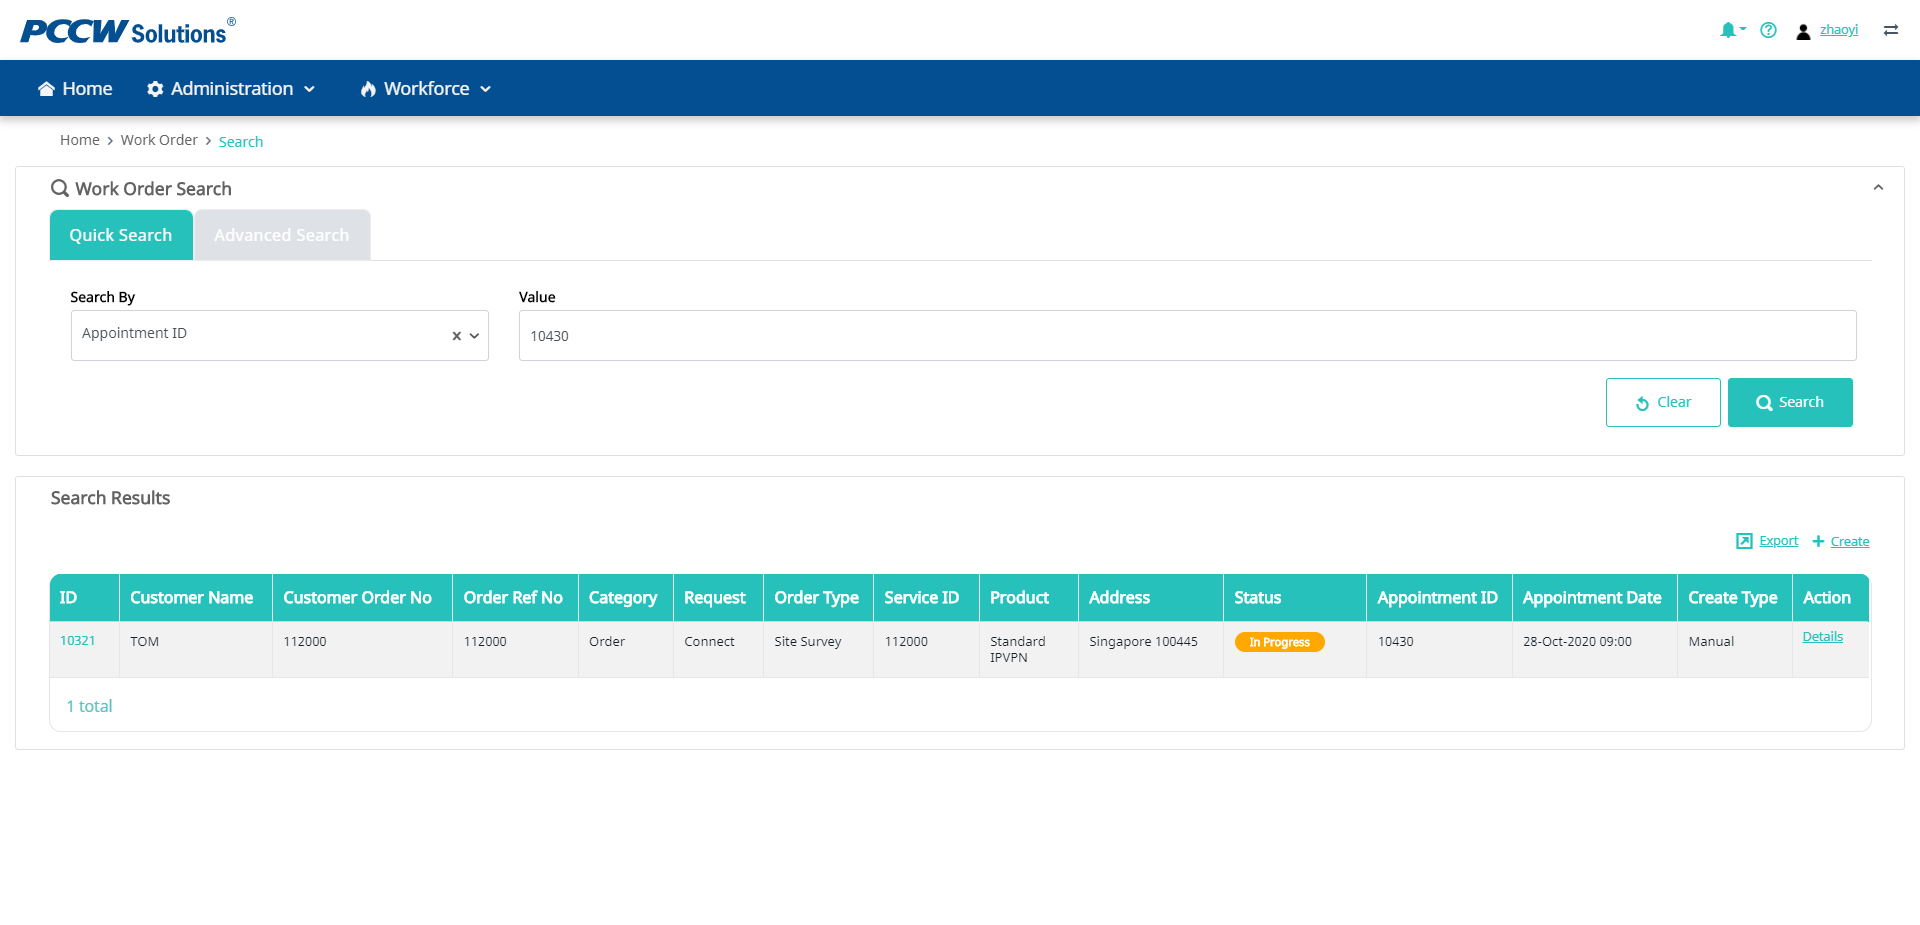 PCCW Solutions®
zhaoyi
Home Administration Workforce
Home > Work Order > Search
Work Order Search
Quick Search Advanced Search
Search By Value
Appointment ID 10430
Clear Search
Search Results
Export Create
ID Customer Name Customer Order No Order Ref No Category Request Order Type Service ID Product Address Status Appointment ID Appointment Date Create Type Action
10321 TOM 112000 112000 Order Connect Site Survey 112000 Standard Singapore 100445 In Progress 10430 28-Oct-2020 09:00 Manual Details
IPVPN
1 total